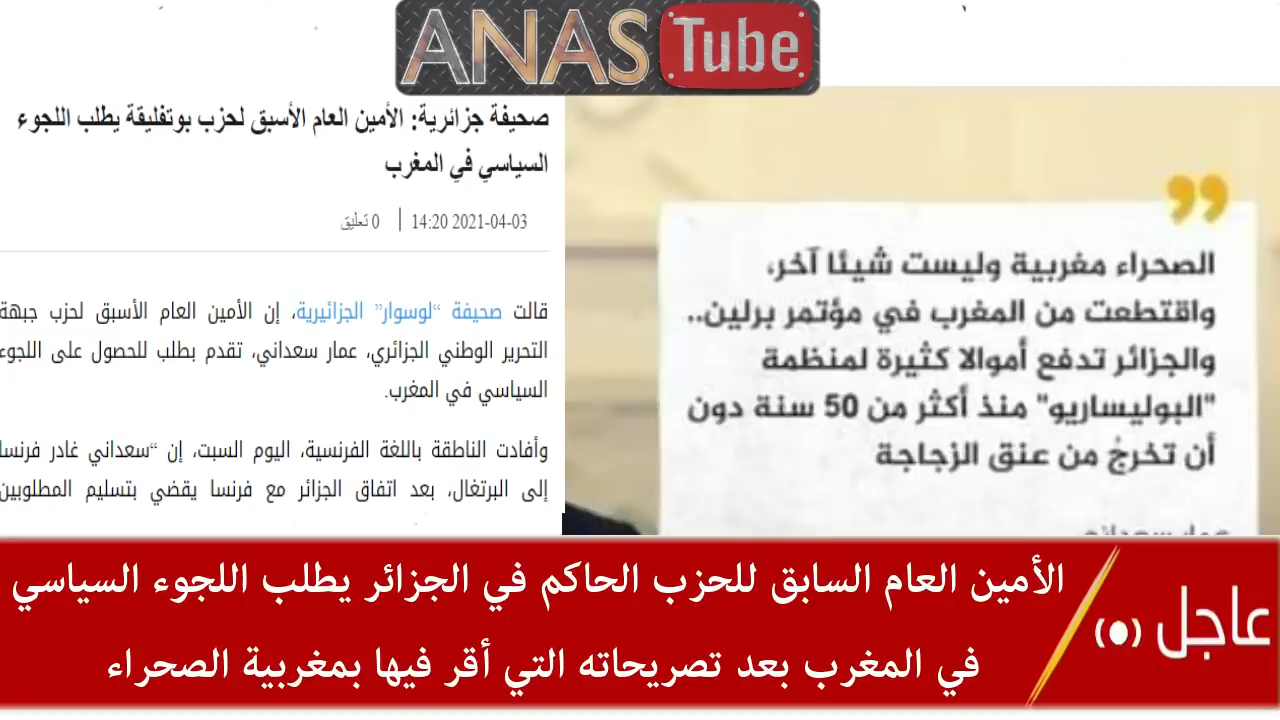 ANAS Tube
صحيفة جزائرية: الأمين العام الأسبق لحزب بوتفليقة يطلب اللجوء
السياسي في المغرب
2021-04-03 14:20 | 0 تعليق
قالت صحيفة “لوسوار” الجزائيرية، إن الأمين العام الأسبق لحزب جبهة
التحرير الوطني الجزائري، عمار سعداني، تقدم بطلب للحصول على اللجوء
السياسي في المغرب.
وأفادت الناطقة باللغة الفرنسية، اليوم السبت، إن “سعداني غادر فرنسا
إلى البرتغال، بعد اتفاق الجزائر مع فرنسا يقضي بتسليم المطلوبين
الصحراء مغربية وليست شيئا آخر،
واقتطعت من المغرب في مؤتمر برلين..
والجزائر تدفع أموالا كثيرة لمنظمة
"البوليساريو" منذ أكثر من 50 سنة دون
أن تخرج من عنق الزجاجة
عاجل
الأمين العام السابق للحزب الحاكم في الجزائر يطلب اللجوء السياسي
في المغرب بعد تصريحاته التي أقر فيها بمغربية الصحراء